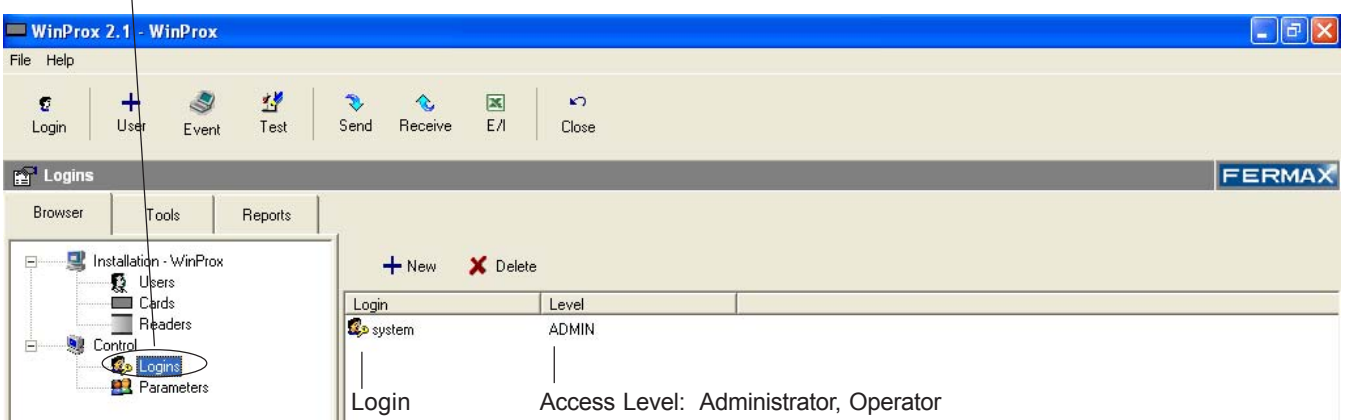 WinProx 2.1 - WinProx
File Help
Login User Event Test Send Receive E/I Close
Logins FERMAX
Browser Tools Reports
Installation - WinProx
Users
Cards
Readers
Control
Logins
Parameters
New Delete
Login Level
system ADMIN
Login Access Level: Administrator, Operator